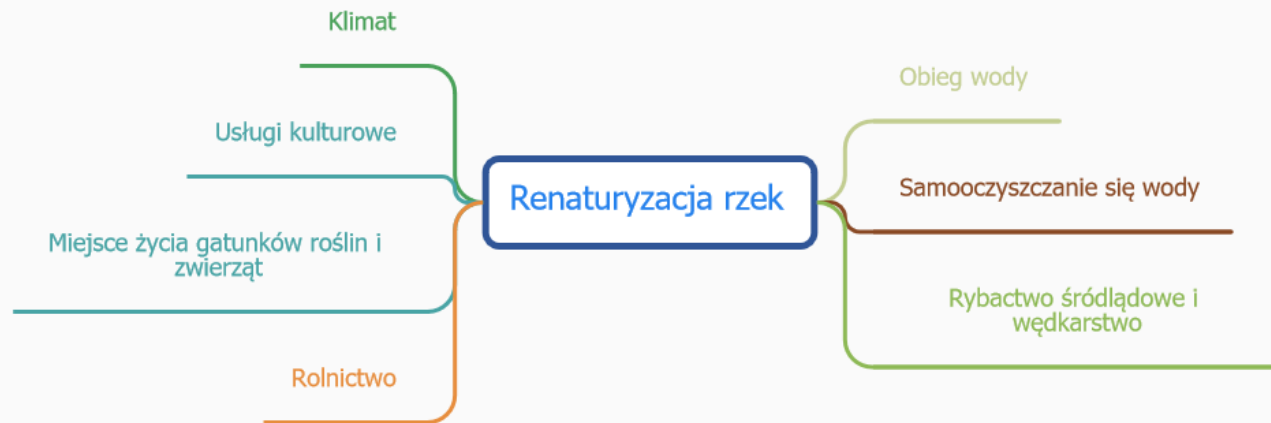 Klimat
Usługi kulturowe
Miejsce życia gatunków roślin i
zwierząt
Rolnictwo
Renaturyzacja rzek
Obieg wody
Samooczyszczanie się wody
Rybactwo śródlądowe i
wędkarstwo